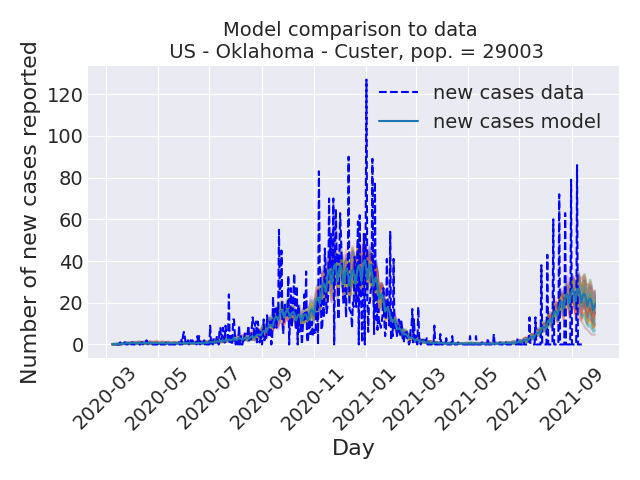 Model comparison to data
US - Oklahoma - Custer, pop. = 29003
Number of new cases reported
120
100
80
60
40
20
0
new cases data
new cases model
2020-03
2020-05
2020-07
2020-09
2020-11
2021-01
2021-03
2021-05
2021-07
2021-09
Day